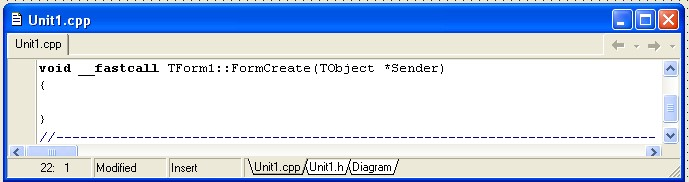 Unit1.cpp
Unit1.cpp
void __fastcall TForm1::FormCreate(TObject *Sender)
{
}
//---------------------------------------------------------------------------
22: 1 Modified Insert Unit1.cpp Unit1.h Diagram